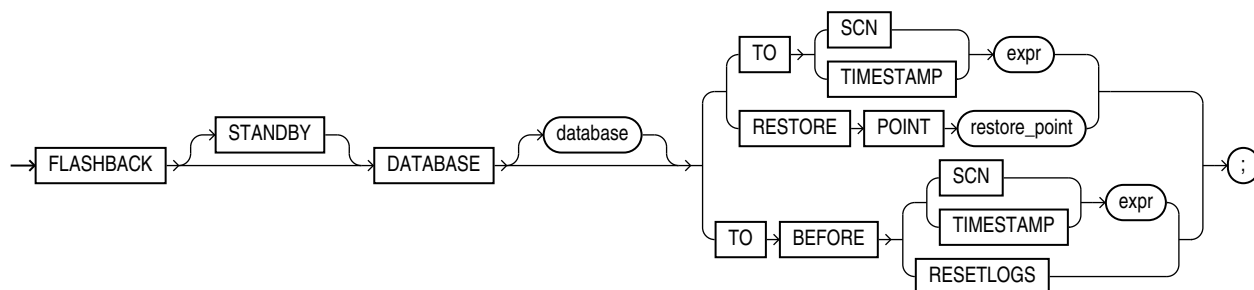 SCN
TO expr
TIMESTAMP
STANDBY database RESTORE POINT restore_point
FLASHBACK DATABASE ;
SCN
expr
TIMESTAMP
TO BEFORE
RESETLOGS